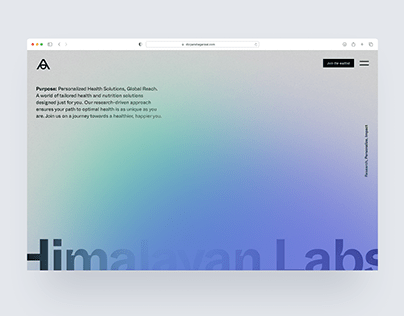 Join the waitlist
Purpose: Personalized Health Solutions, Global Reach.
A world of tailored health and nutrition solutions
designed just for you. Our research-driven approach
ensures your path to optimal health is as unique as you
are. Join us on a journey towards a healthier, happier you.
Research, Personalize, Impact
Himalayan Labs